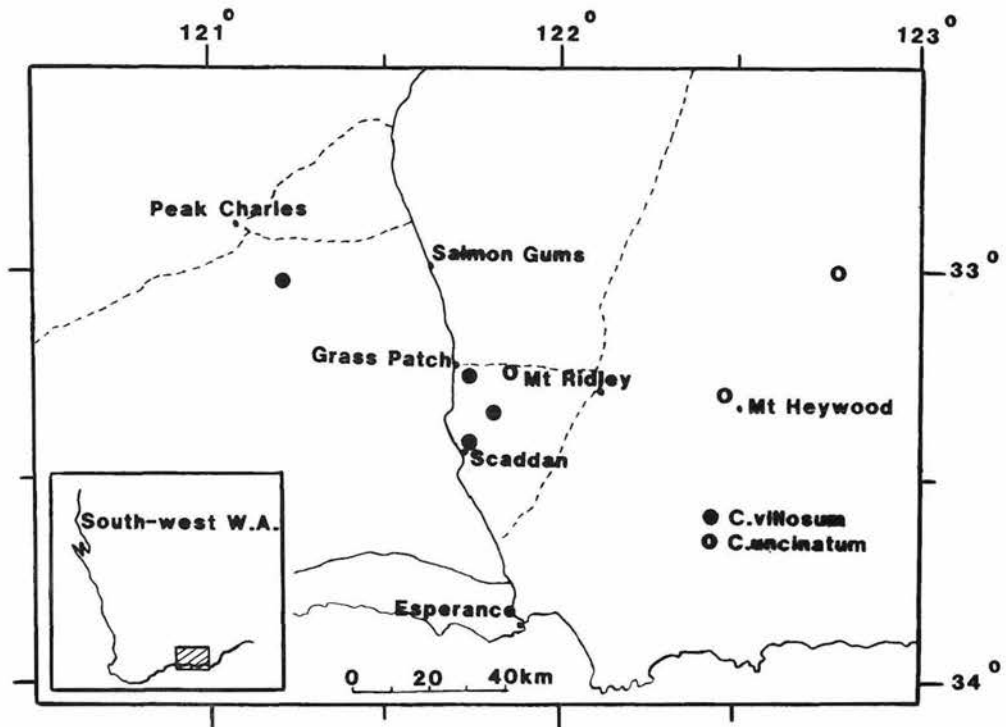 121°
122°
123°
Peak Charles
Salmon Gums
33°
Grass Patch
Mt Ridley
Mt Heywood
Scaddan
South-west W.A.
C.villosum
C.uncinatum
Esperance
0 20 40km
34°